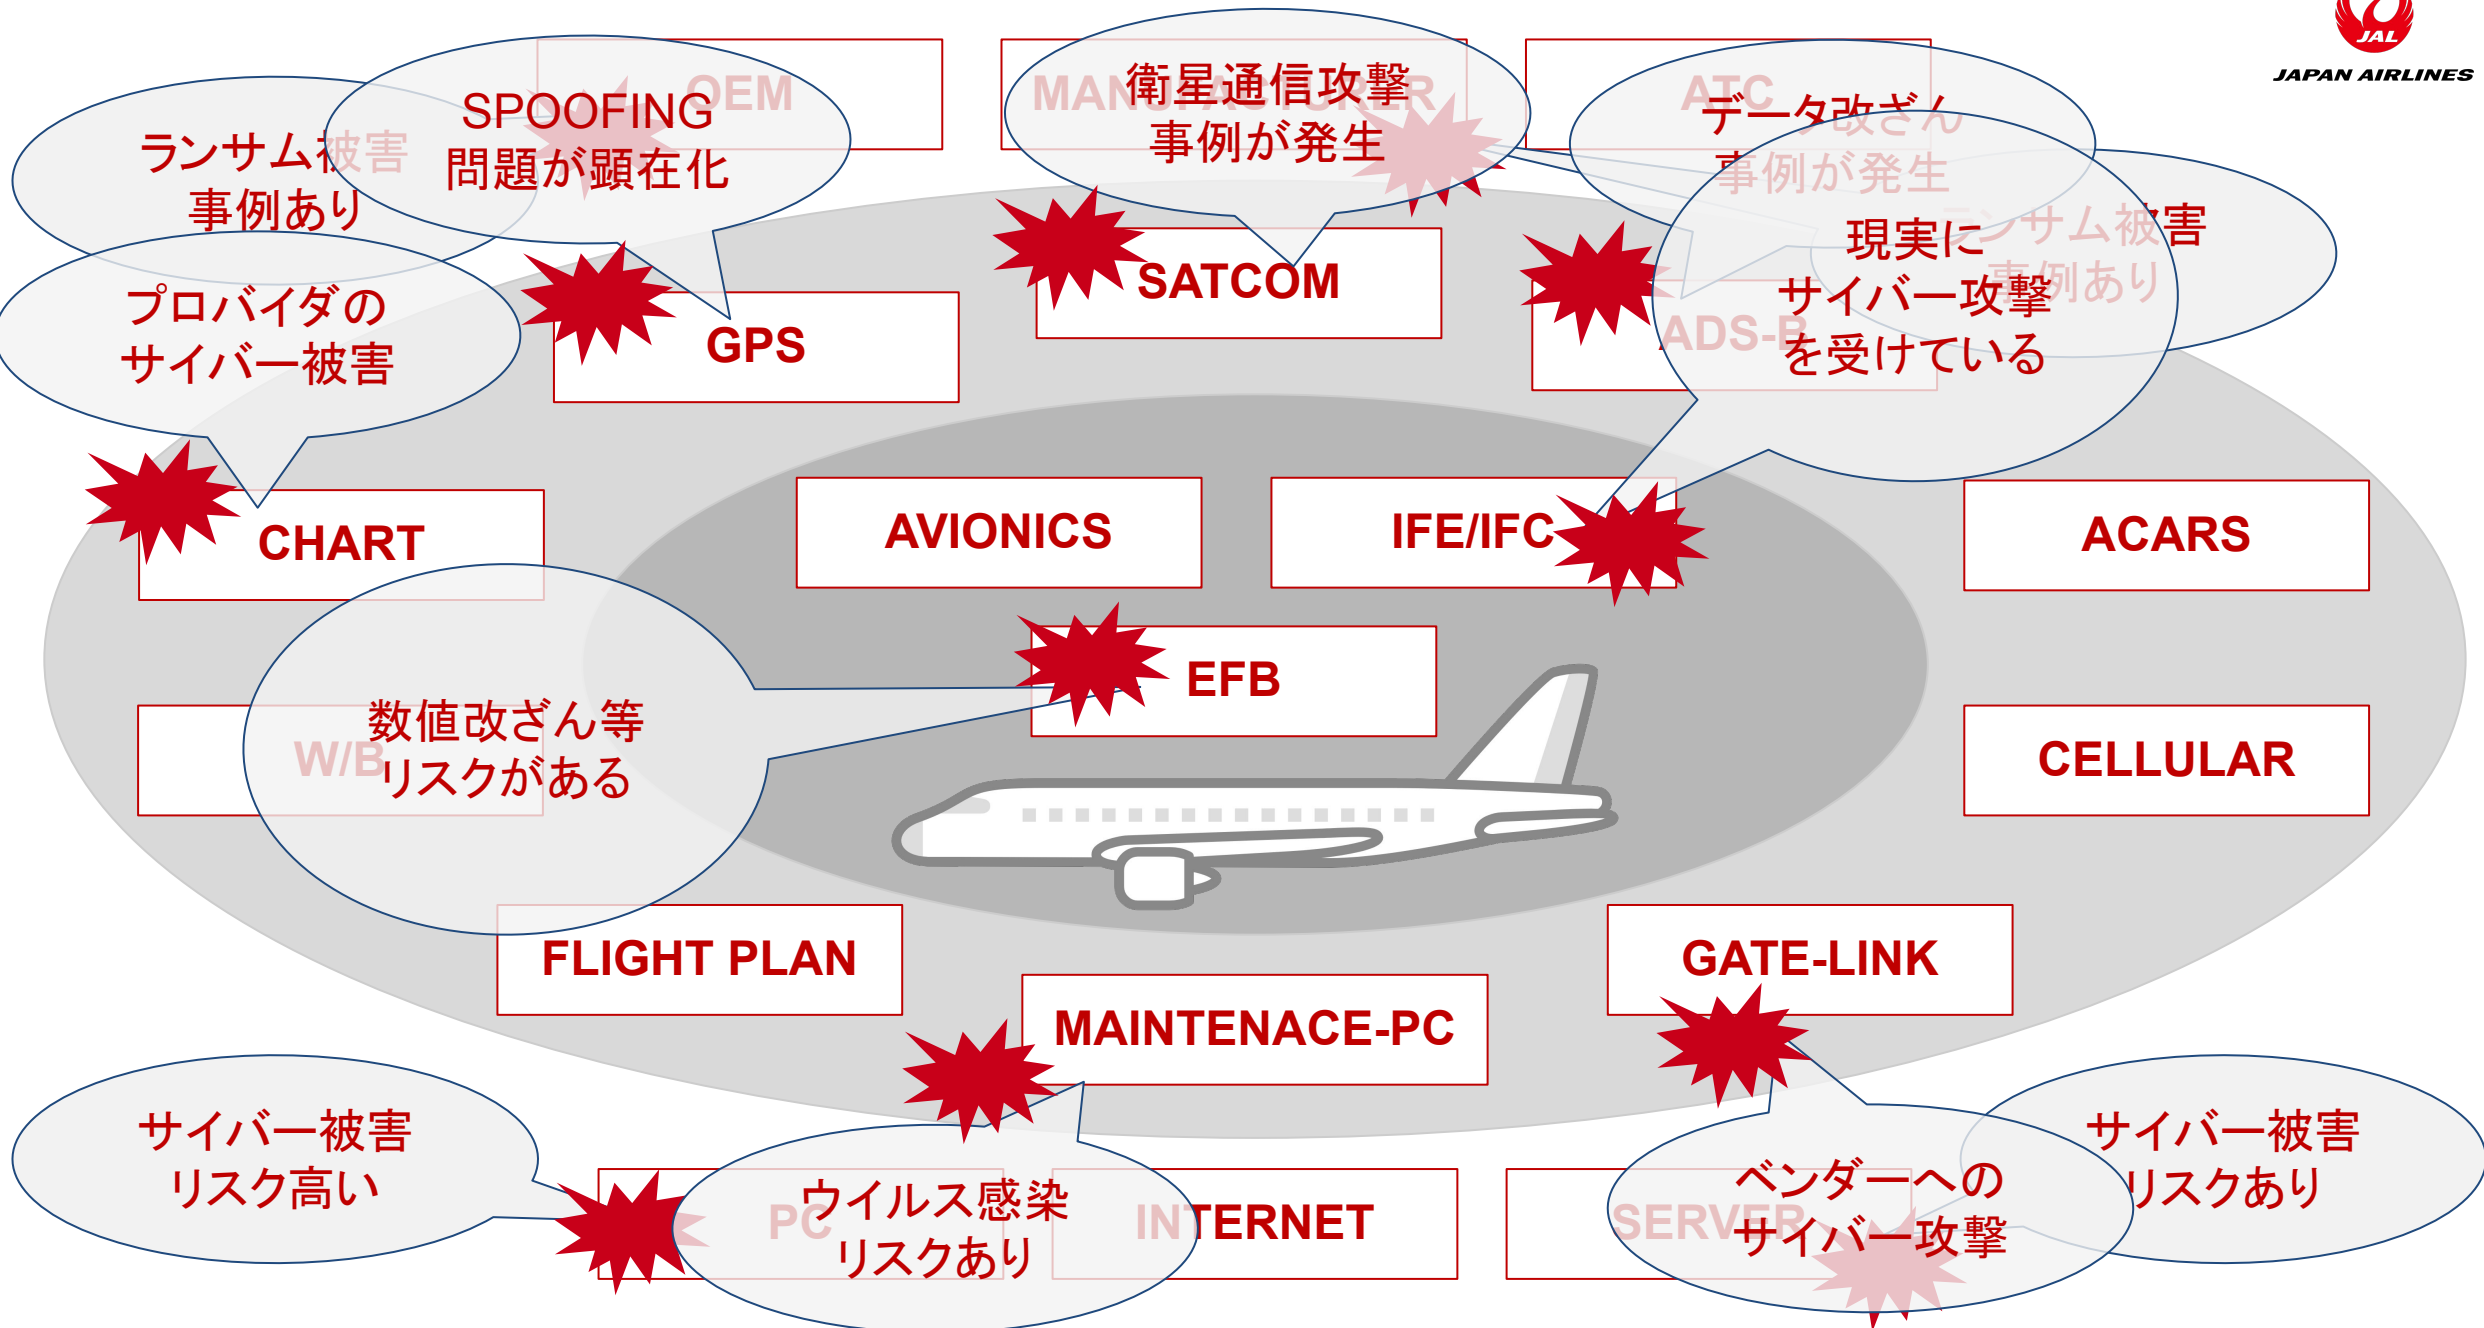 JAL
JAPAN AIRLINES
OEM
MANUFACTURER
ATC
ランサム被害
事例あり
SPOOFING
問題が顕在化
衛星通信攻撃
事例が発生
データ改ざん
事例が発生
ランサム被害
事例あり
現実に
サイバー攻撃
を受けている
プロバイダの
サイバー被害
GPS
SATCOM
ADS-B
CHART
AVIONICS
IFE/IFC
ACARS
EFB
W/B
数値改ざん等
リスクがある
CELLULAR
FLIGHT PLAN
MAINTENACE-PC
GATE-LINK
サイバー被害
リスク高い
PC
ウイルス感染
リスクあり
INTERNET
SERVER
ベンダーへの
サイバー攻撃
サイバー被害
リスクあり